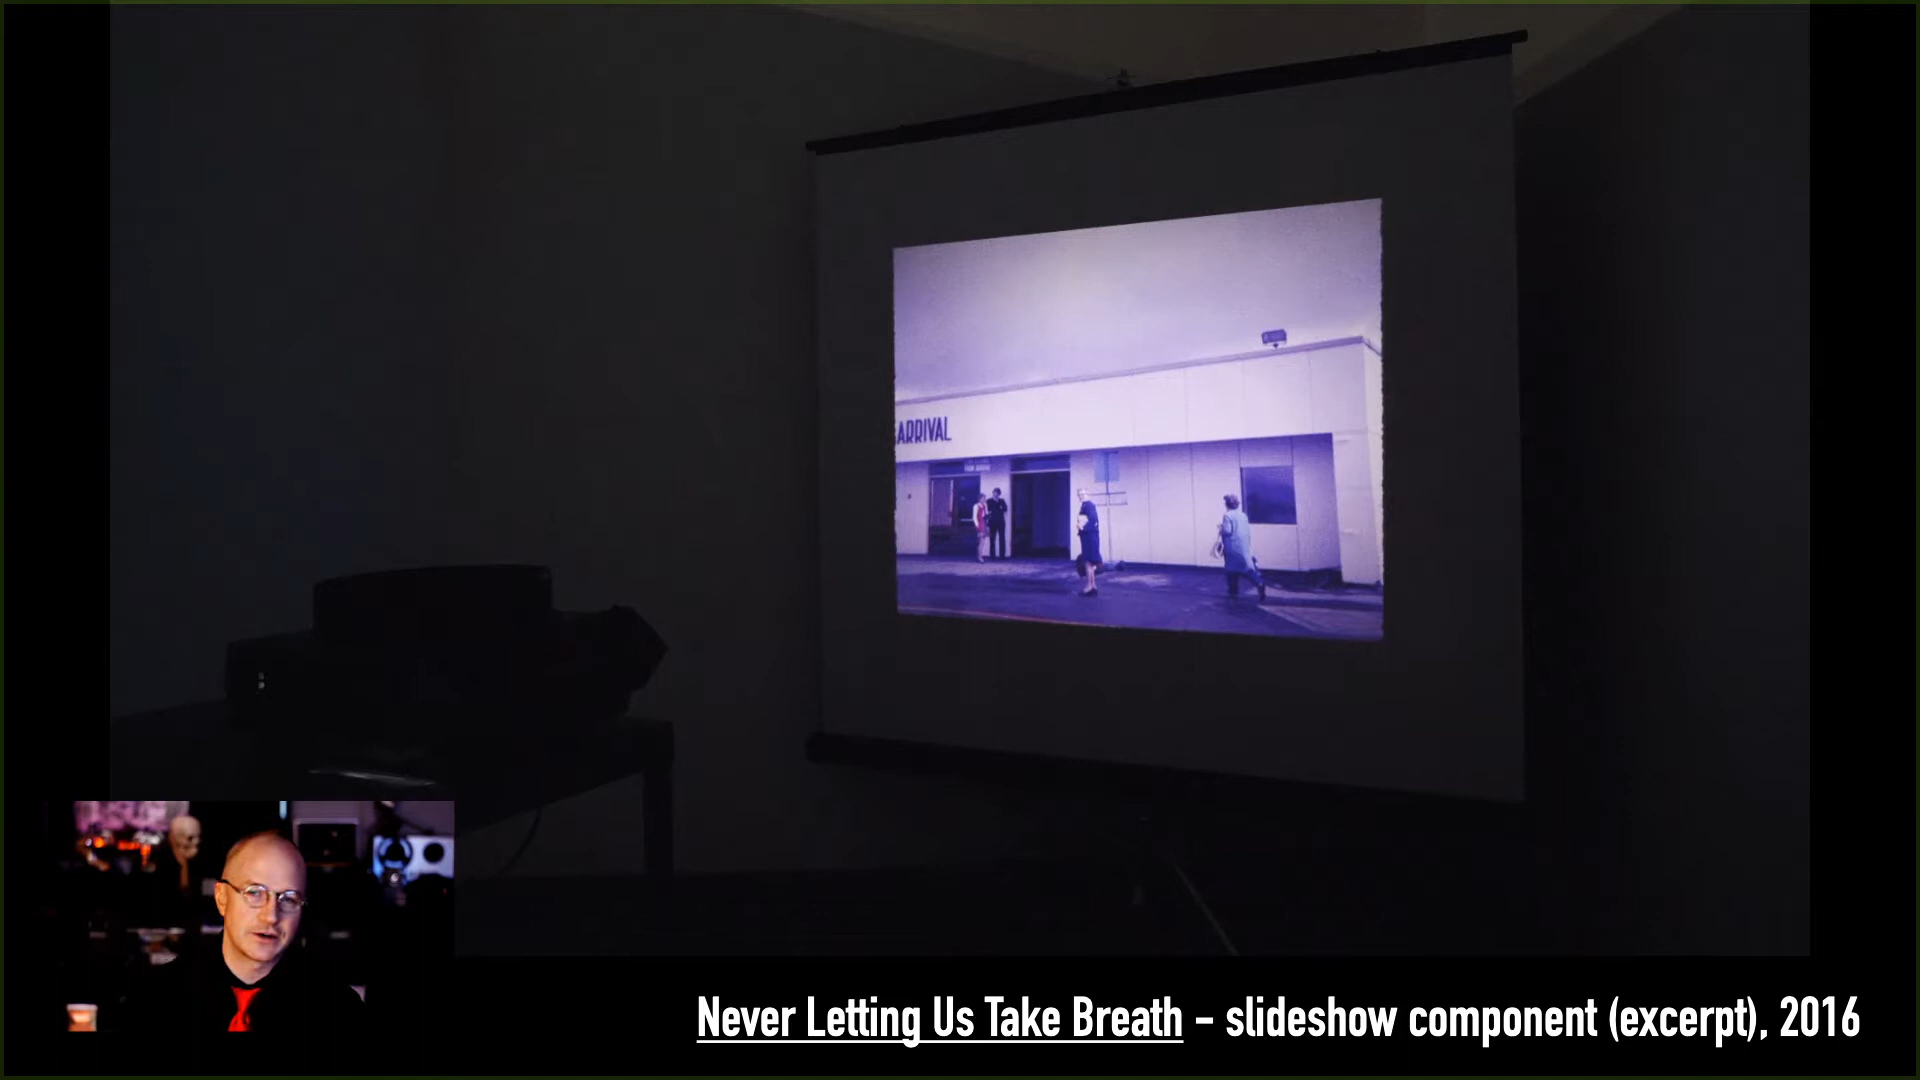 ARRIVAL
Never Letting Us Take Breath – slideshow component (excerpt), 2016